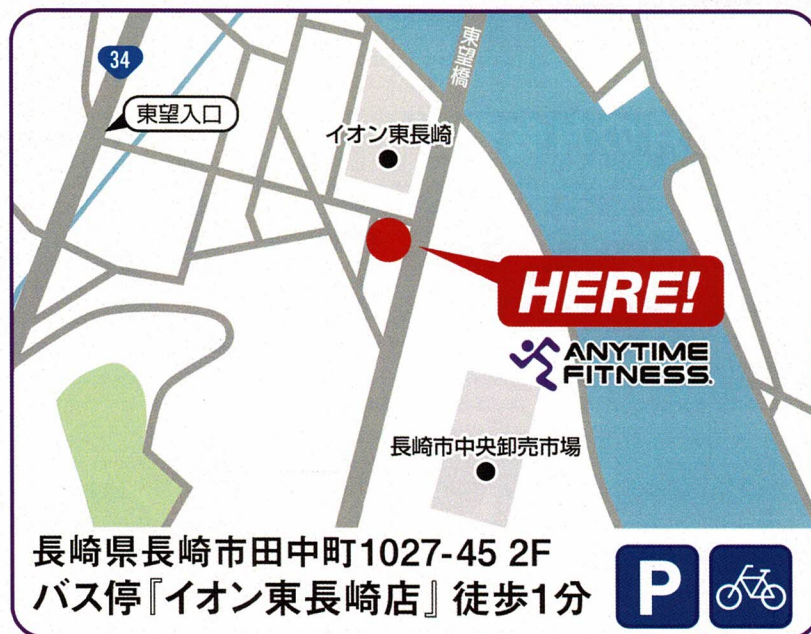 34
東望入口
東望橋
イオン東長崎
HERE!
ANYTIME
FITNESS.
長崎市中央卸売市場
長崎県長崎市田中町1027-45 2F
バス停『イオン東長崎店』徒歩1分
P